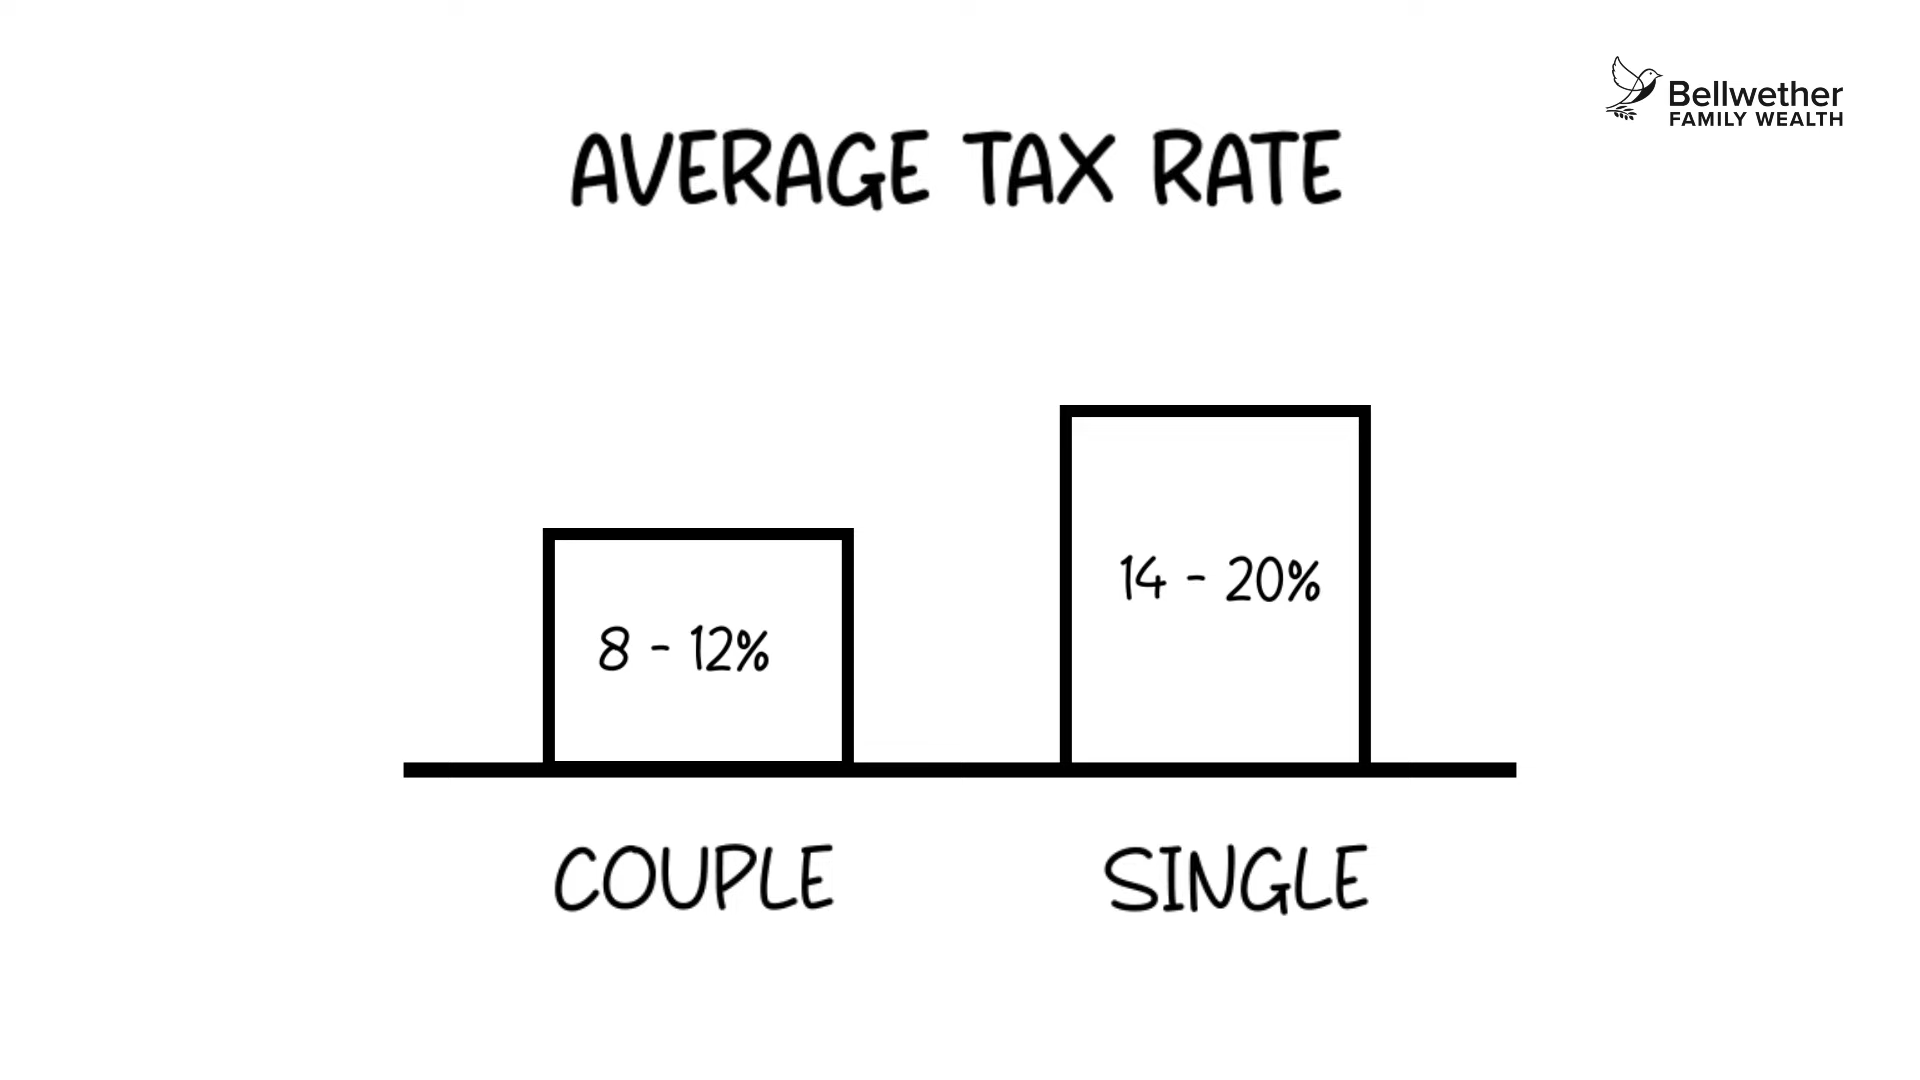 Bellwether
FAMILY WEALTH
AVERAGE TAX RATE
14 - 20%
8 - 12%
COUPLE SINGLE